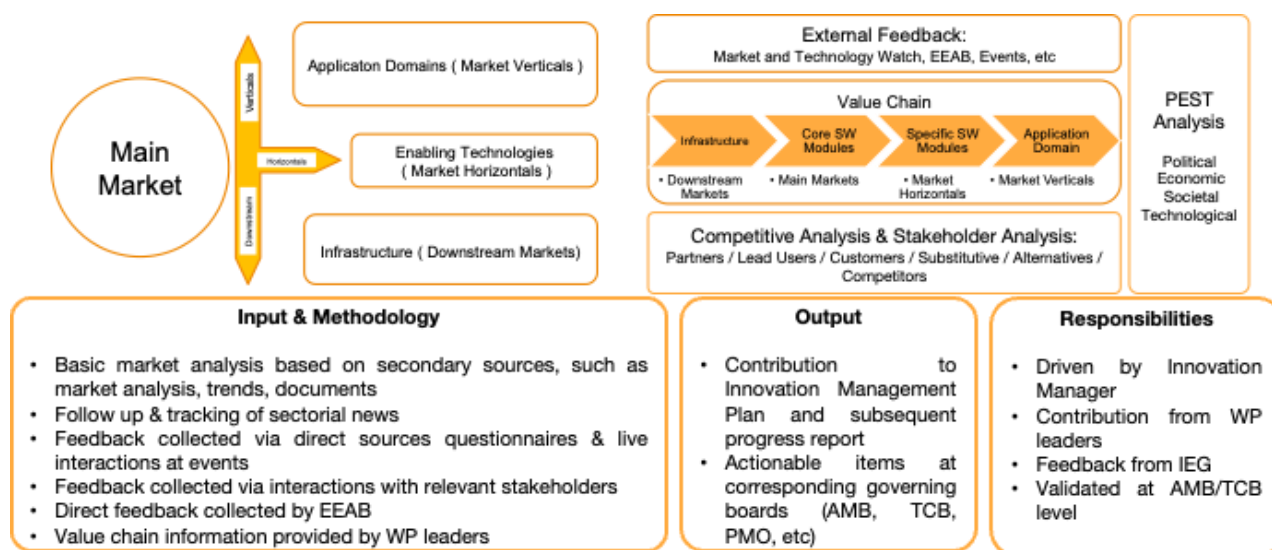 Main
Market
Verticals
Horizontals
Downstream
Applicaton Domains ( Market Verticals )
Enabling Technologies
( Market Horizontals )
Infrastructure ( Downstream Markets)
External Feedback:
Market and Technology Watch, EEAB, Events, etc
Value Chain
Infrastructure
Core SW
Modules
Specific SW
Modules
Application
Domain
• Downstream
Markets
• Main Markets
• Market
Horizontals
• Market Verticals
Competitive Analysis & Stakeholder Analysis:
Partners / Lead Users / Customers / Substitutive / Alternatives /
Competitors
PEST
Analysis
Political
Economic
Societal
Technological
Input & Methodology
• Basic market analysis based on secondary sources, such as
market analysis, trends, documents
• Follow up & tracking of sectorial news
• Feedback collected via direct sources questionnaires & live
interactions at events
• Feedback collected via interactions with relevant stakeholders
• Direct feedback collected by EEAB
• Value chain information provided by WP leaders
Output
• Contribution to
Innovation Management
Plan and subsequent
progress report
• Actionable items at
corresponding governing
boards (AMB, TCB,
PMO, etc)
Responsibilities
• Driven by Innovation
Manager
• Contribution from WP
leaders
• Feedback from IEG
• Validated at AMB/TCB
level